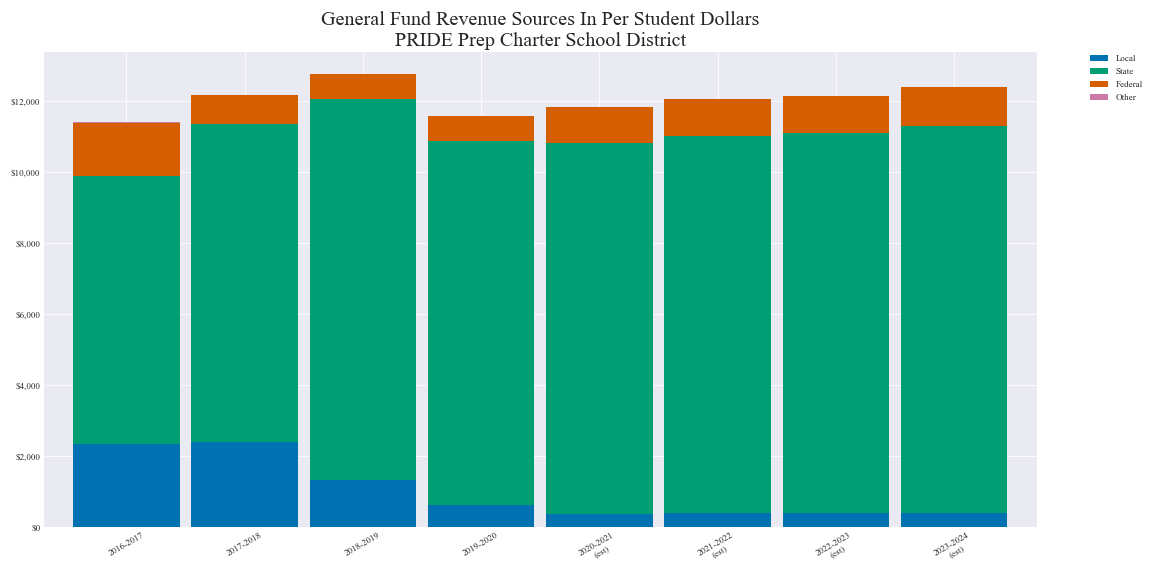 General Fund Revenue Sources In Per Student Dollars
PRIDE Prep Charter School District
Local
State
Federal
Other
$12,000
$10,000
$8,000
$6,000
$4,000
$2,000
$0
2016-2017
2017-2018
2018-2019
2019-2020
2020-2021
(est)
2021-2022
(est)
2022-2023
(est)
2023-2024
(est)